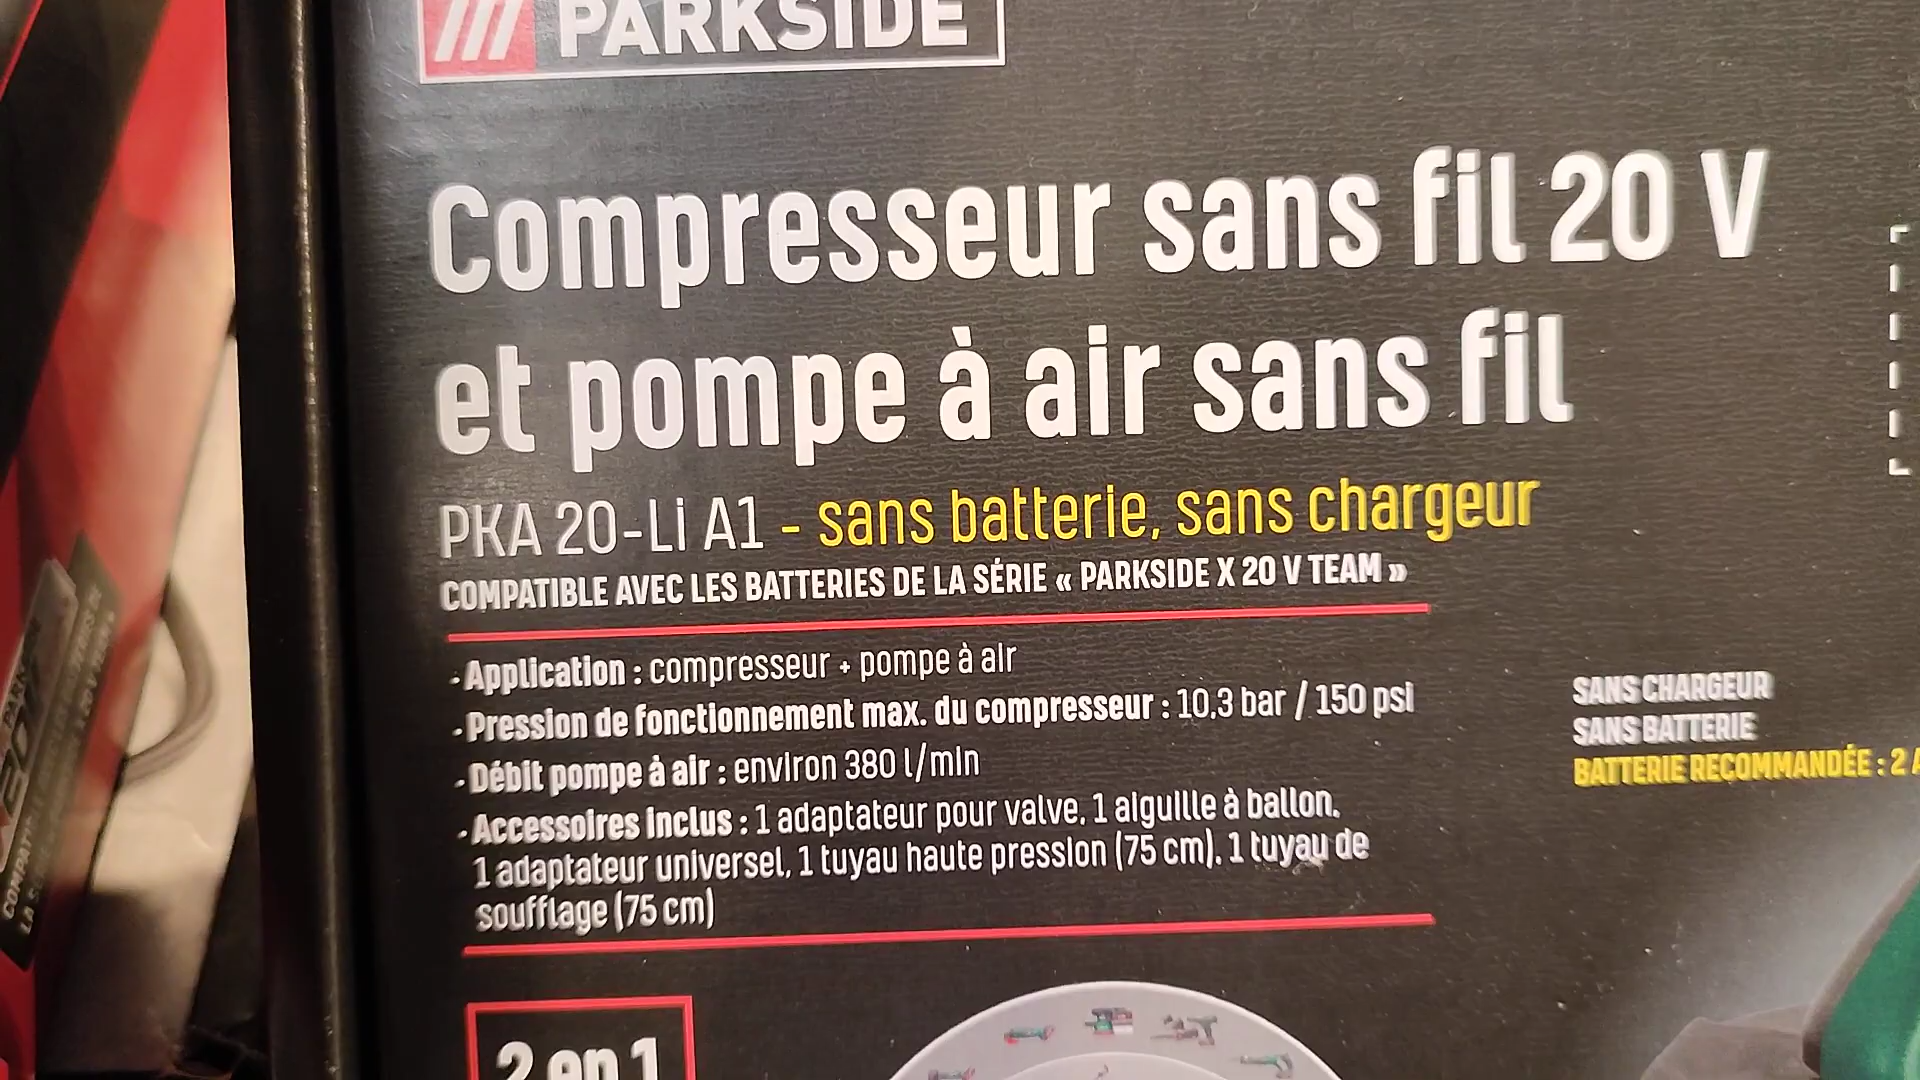 PARKSIDE
Compresseur sans fil 20 V
et pompe à air sans fil
PKA 20-Li A1 - sans batterie, sans chargeur
COMPATIBLE AVEC LES BATTERIES DE LA SÉRIE « PARKSIDE X 20 V TEAM »
· Application : compresseur + pompe à air
· Pression de fonctionnement max. du compresseur : 10,3 bar / 150 psi
· Débit pompe à air : environ 380 l/min
· Accessoires inclus : 1 adaptateur pour valve, 1 aiguille à ballon,
1 adaptateur universel, 1 tuyau haute pression (75 cm), 1 tuyau de
soufflage (75 cm)
SANS CHARGEUR
SANS BATTERIE
BATTERIE RECOMMANDÉE : 2 A
2 en 1